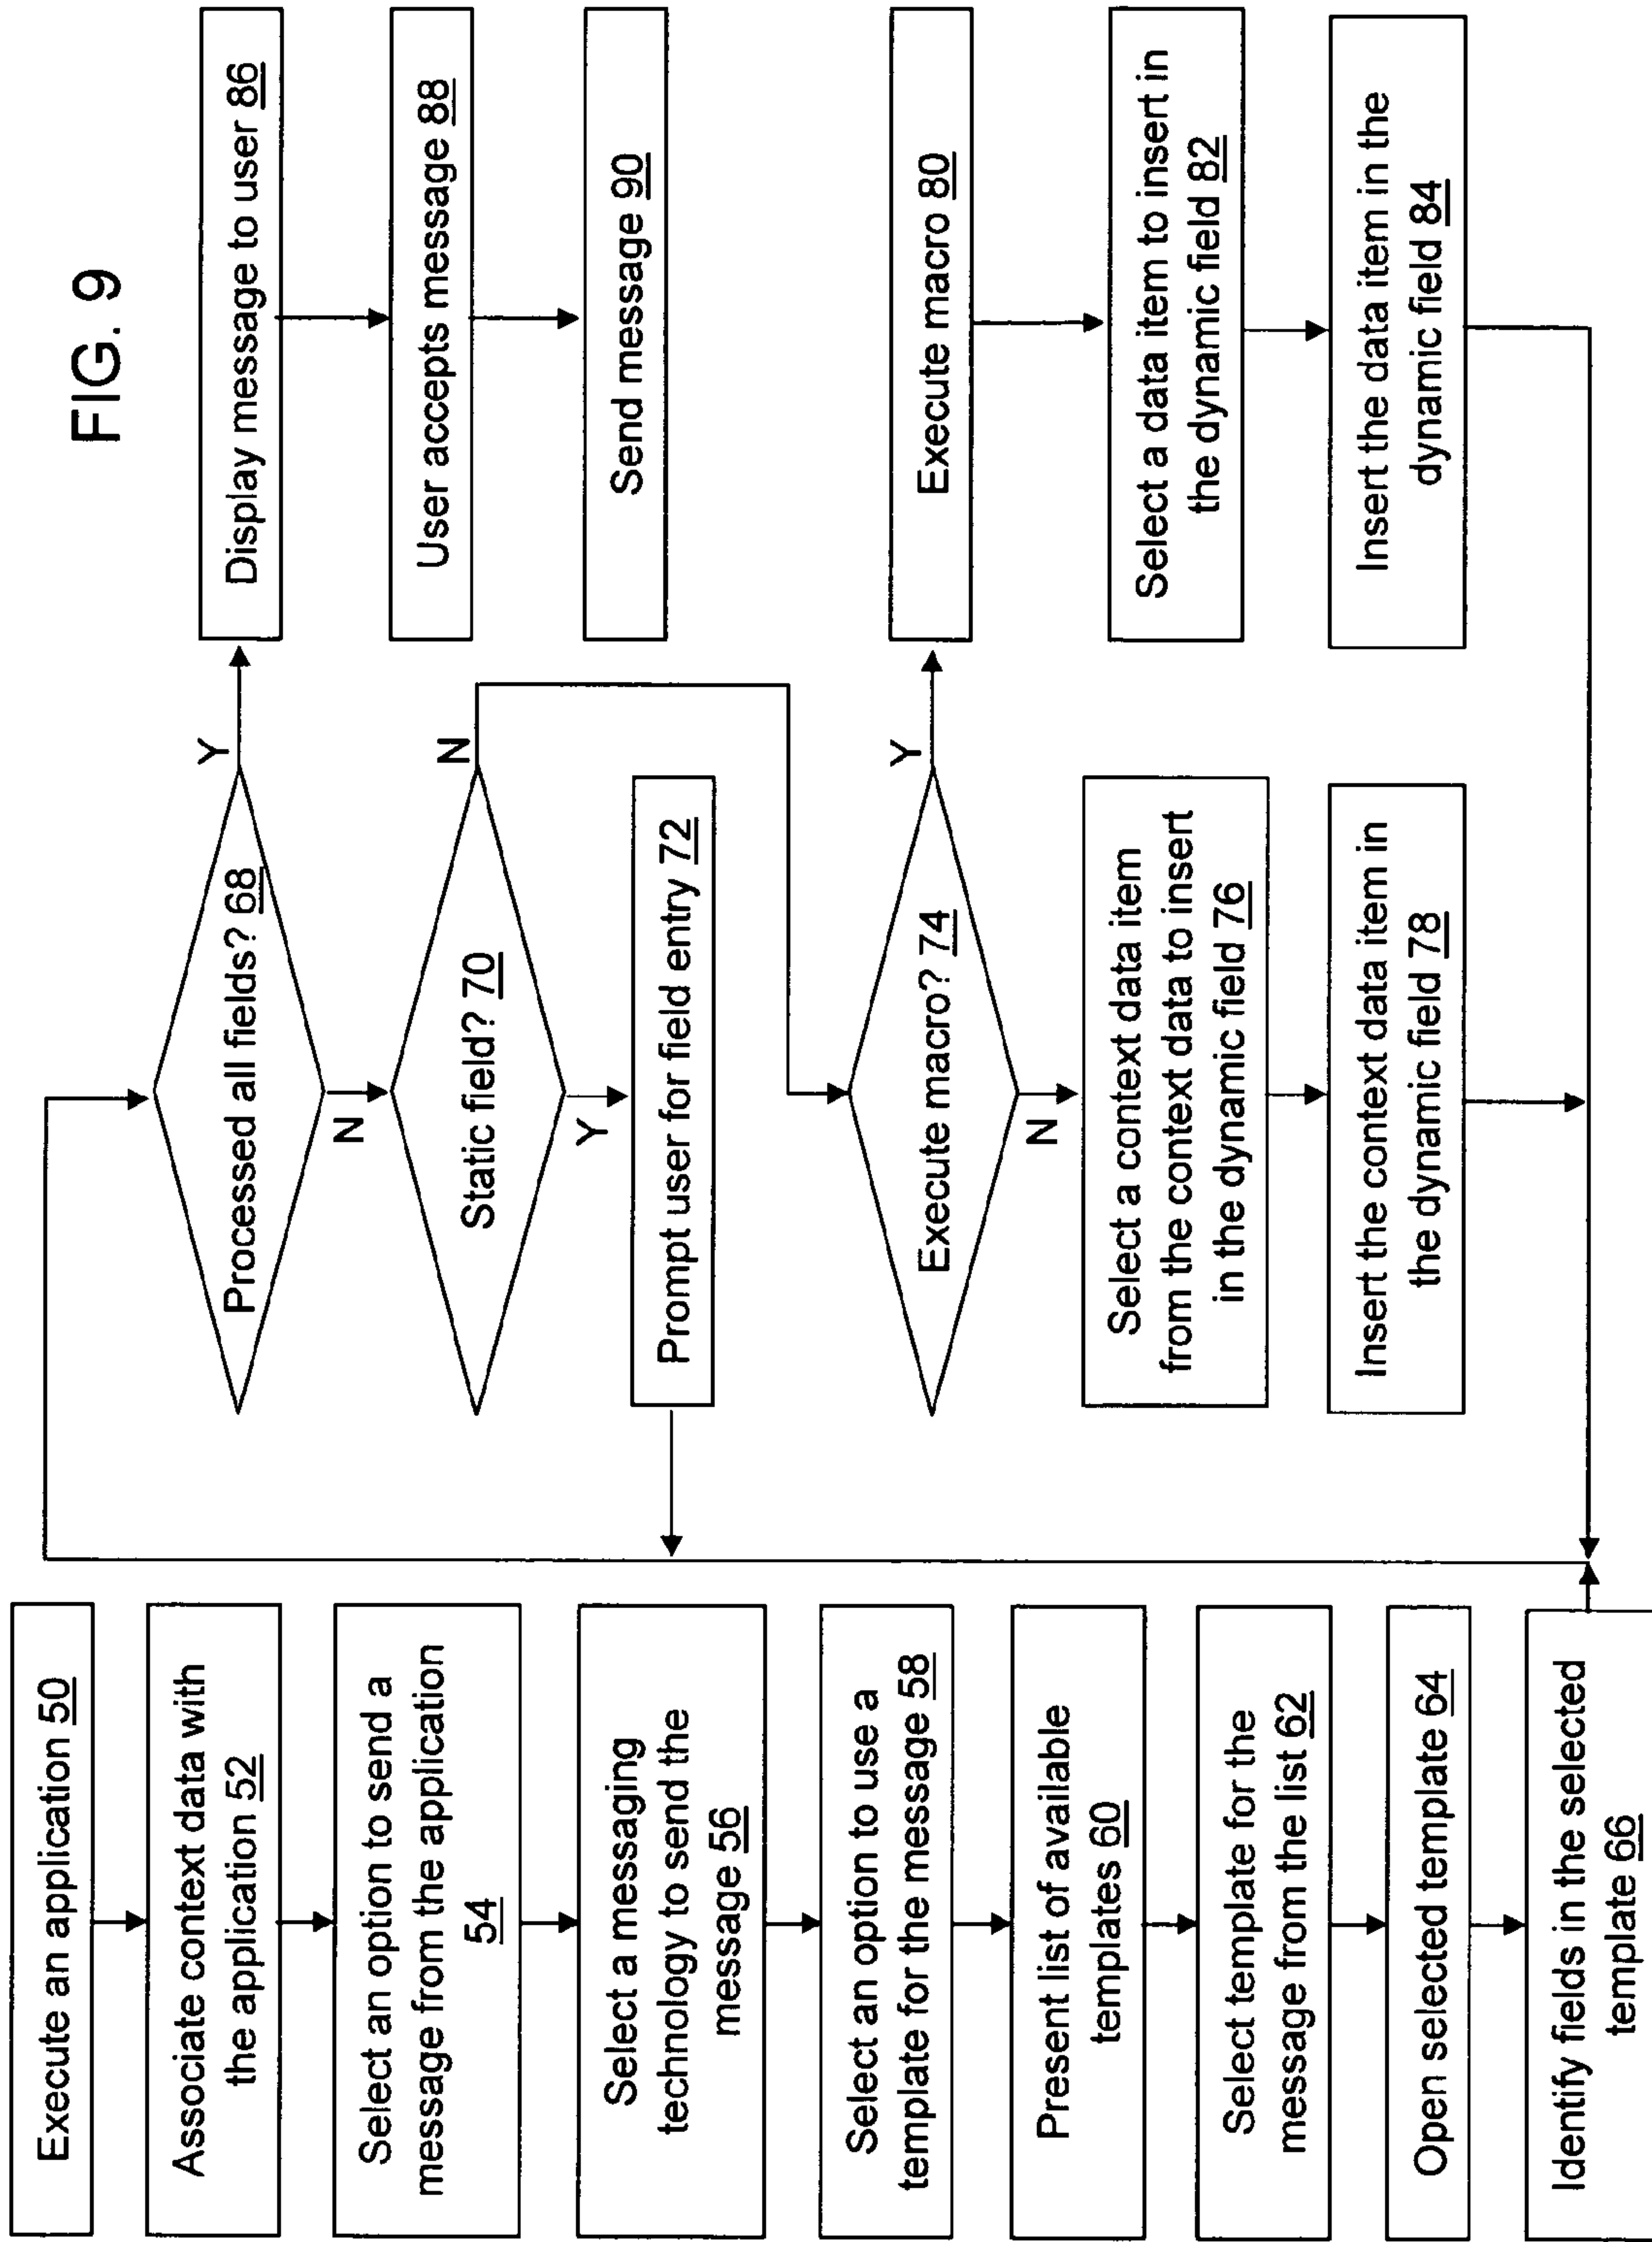 FIG. 9
Execute an application 50
Associate context data with
the application 52
Select an option to send a
message from the application
54
Select a messaging
technology to send the
message 56
Select an option to use a
template for the message 58
Present list of available
templates 60
Select template for the
message from the list 62
Open selected template 64
Identify fields in the selected
template 66
Processed all fields? 68
Y
N
Static field? 70
N
Y
Prompt user for field entry 72
Execute macro? 74
Y
N
Select a context data item
from the context data to insert
in the dynamic field 76
Insert the context data item in
the dynamic field 78
Display message to user 86
User accepts message 88
Send message 90
Execute macro 80
Select a data item to insert in
the dynamic field 82
Insert the data item in the
dynamic field 84